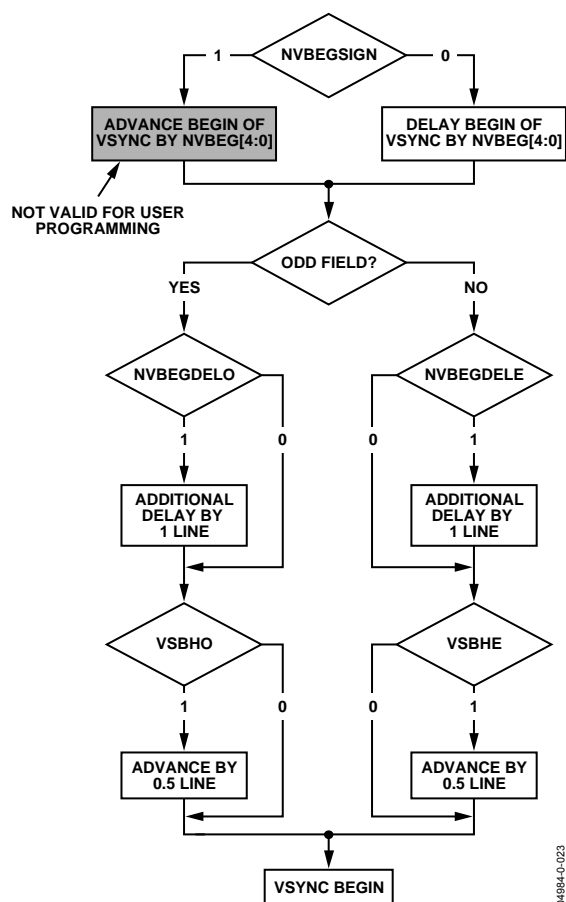 NVBEGSIGN
1
0
ADVANCE BEGIN OF
VSYNC BY NVBEG[4:0]
DELAY BEGIN OF
VSYNC BY NVBEG[4:0]
NOT VALID FOR USER
PROGRAMMING
ODD FIELD?
YES
NO
NVBEGDELO
NVBEGDELE
1
0
0
1
ADDITIONAL
DELAY BY
1 LINE
ADDITIONAL
DELAY BY
1 LINE
VSBHO
VSBHE
1
0
0
1
ADVANCE BY
0.5 LINE
ADVANCE BY
0.5 LINE
VSYNC BEGIN